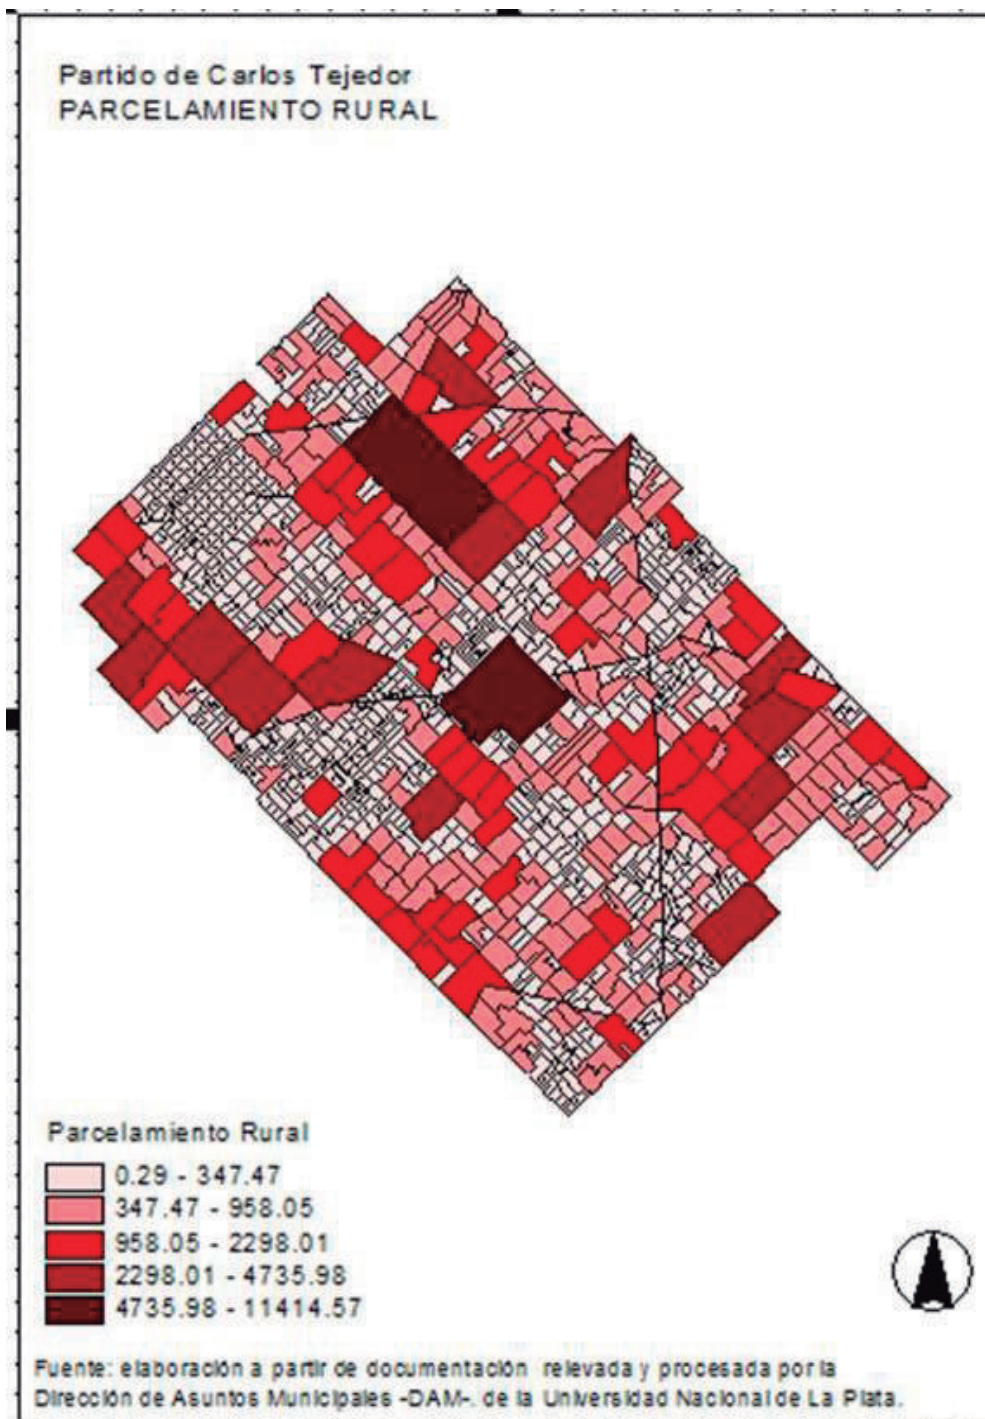 Partido de Carlos Tejedor
PARCELAMIENTO RURAL
Parcelamiento Rural
0.29 - 347.47
347.47 - 958.05
958.05 - 2298.01
2298.01 - 4735.98
4735.98 - 11414.57
Fuente: elaboración a partir de documentación relevada y procesada por la
Dirección de Asuntos Municipales -DAM-. de la Universidad Nacional de La Plata.